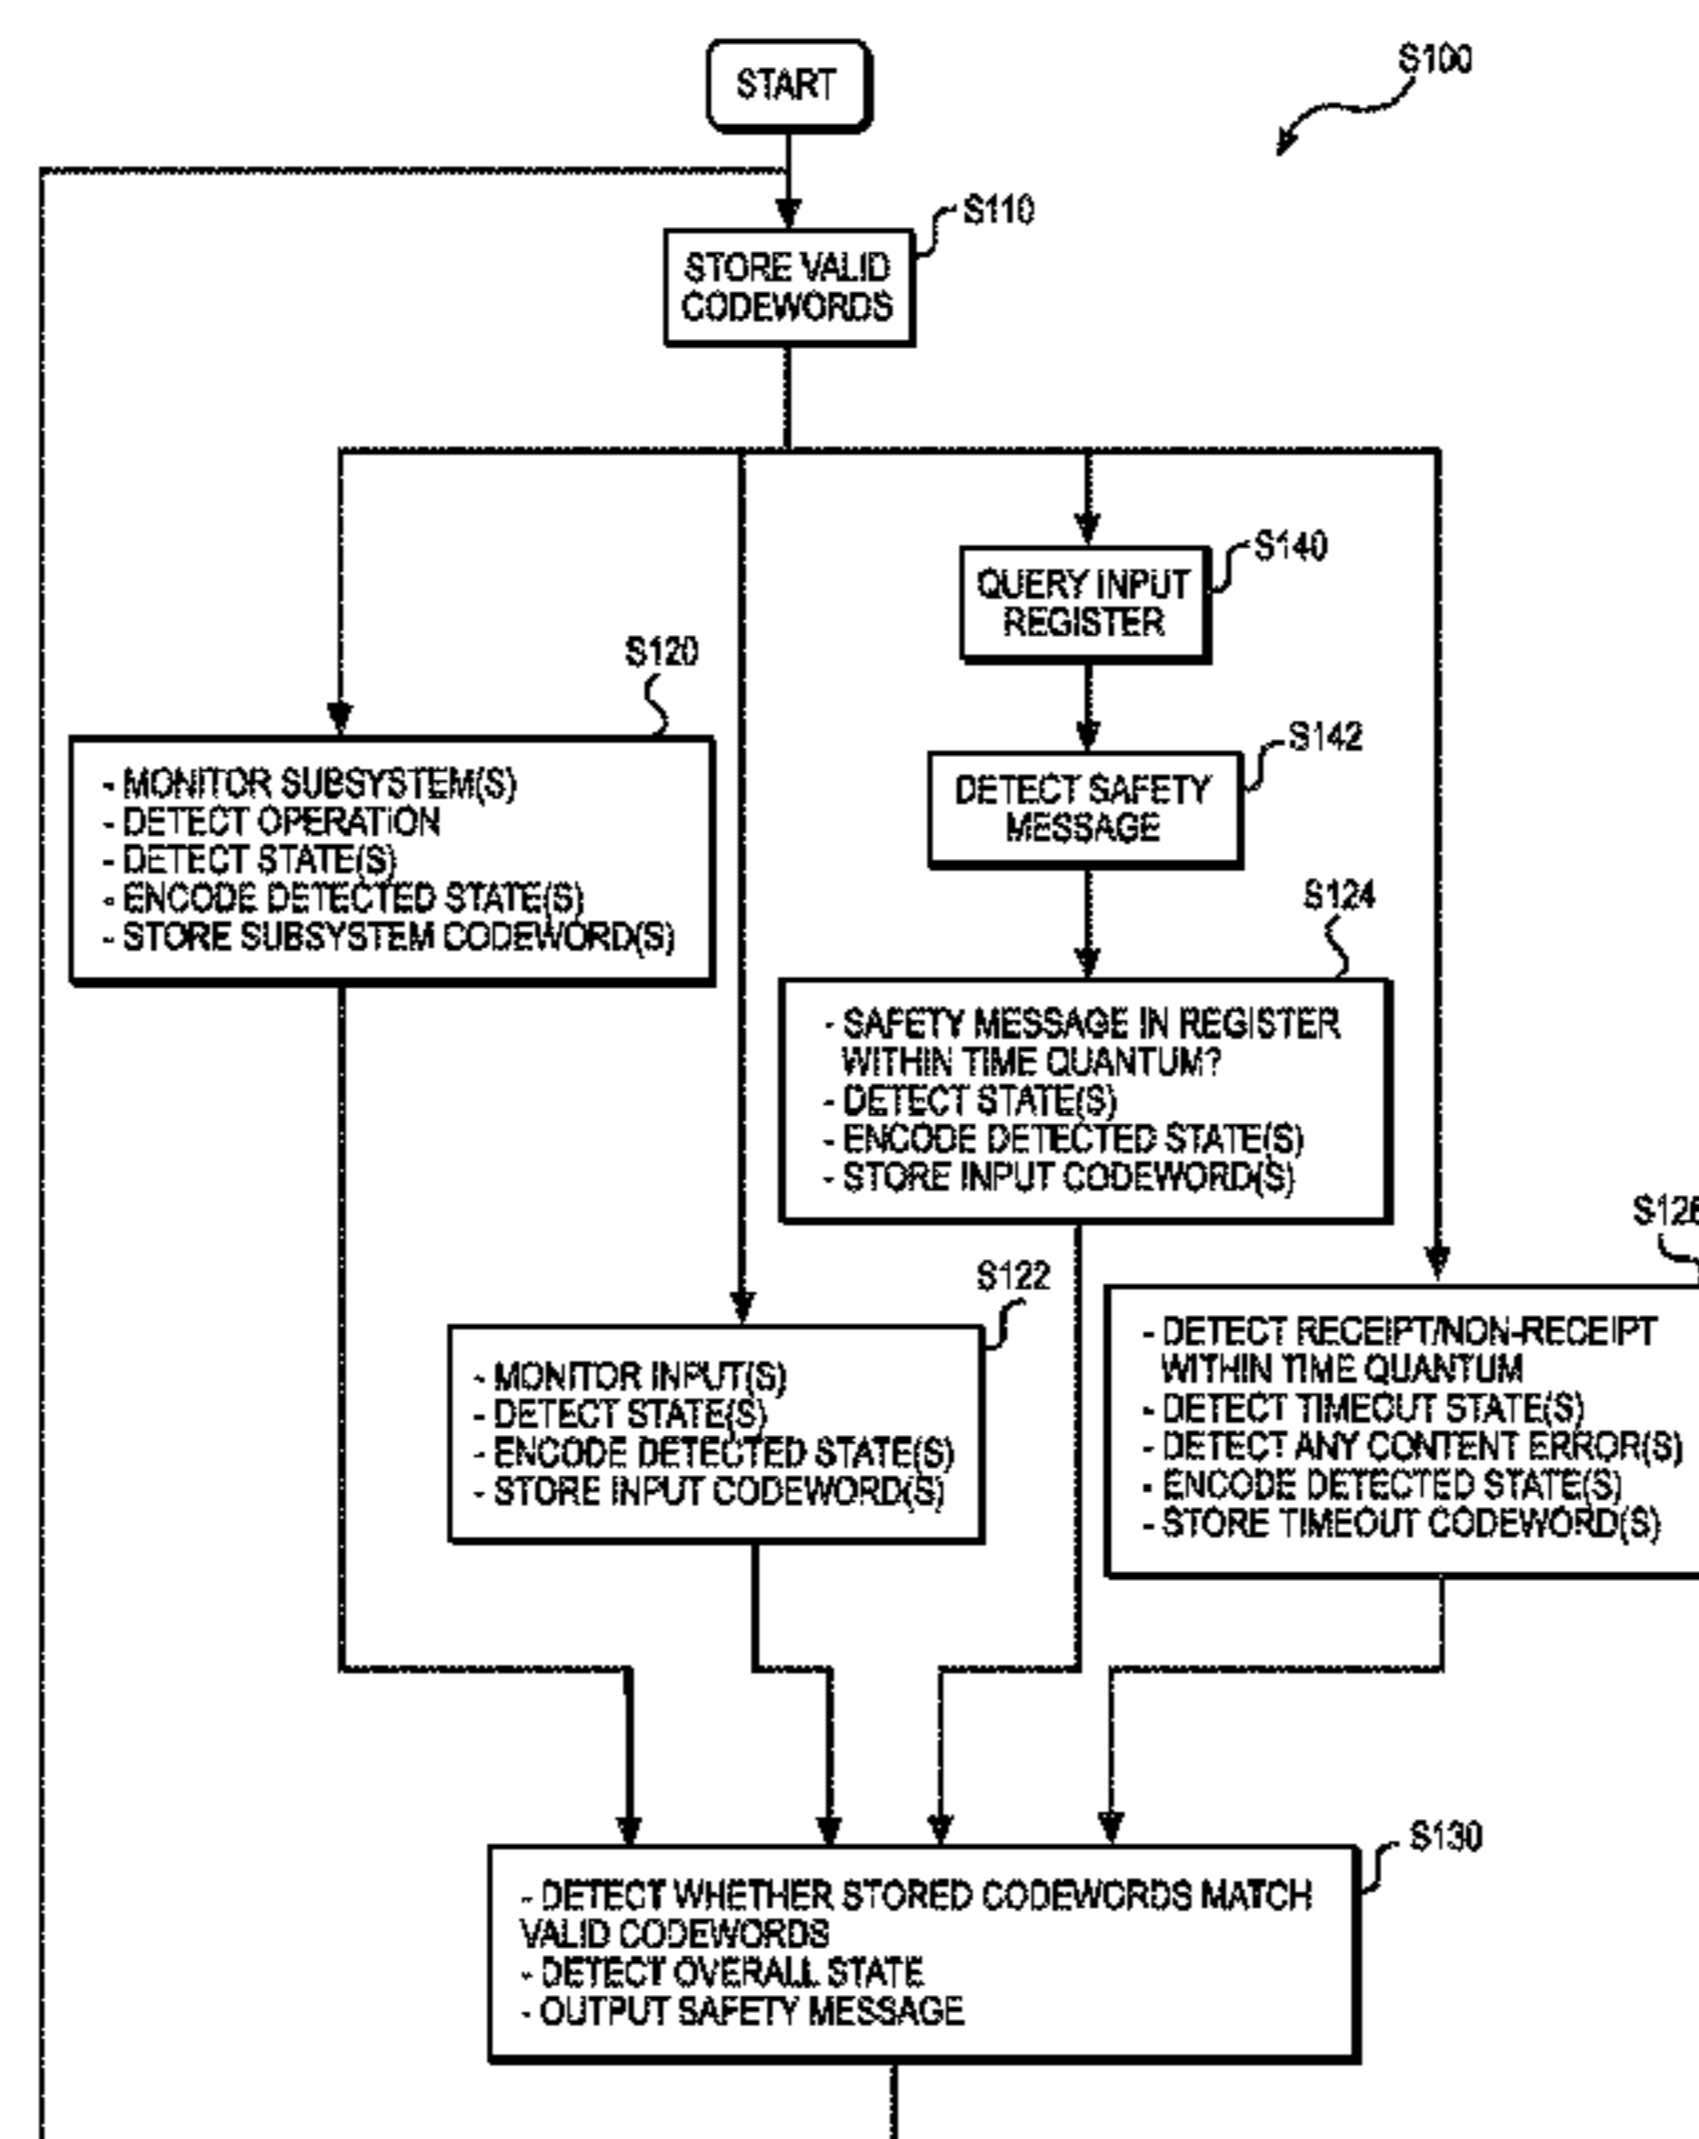 START
S100
S110
STORE VALID
CODEWORDS
S140
QUERY INPUT
REGISTER
S120
- MONITOR SUBSYSTEM(S)
- DETECT OPERATION
- DETECT STATE(S)
- ENCODE DETECTED STATE(S)
- STORE SUBSYSTEM CODEWORD(S)
S142
DETECT SAFETY
MESSAGE
S124
- SAFETY MESSAGE IN REGISTER
WITHIN TIME QUANTUM?
- DETECT STATE(S)
- ENCODE DETECTED STATE(S)
- STORE INPUT CODEWORD(S)
S122
- MONITOR INPUT(S)
- DETECT STATE(S)
- ENCODE DETECTED STATE(S)
- STORE INPUT CODEWORD(S)
S126
- DETECT RECEIPT/NON-RECEIPT
WITHIN TIME QUANTUM
- DETECT TIMEOUT STATE(S)
- DETECT ANY CONTENT ERROR(S)
- ENCODE DETECTED STATE(S)
- STORE TIMEOUT CODEWORD(S)
S130
- DETECT WHETHER STORED CODEWORDS MATCH
VALID CODEWORDS
- DETECT OVERALL STATE
- OUTPUT SAFETY MESSAGE